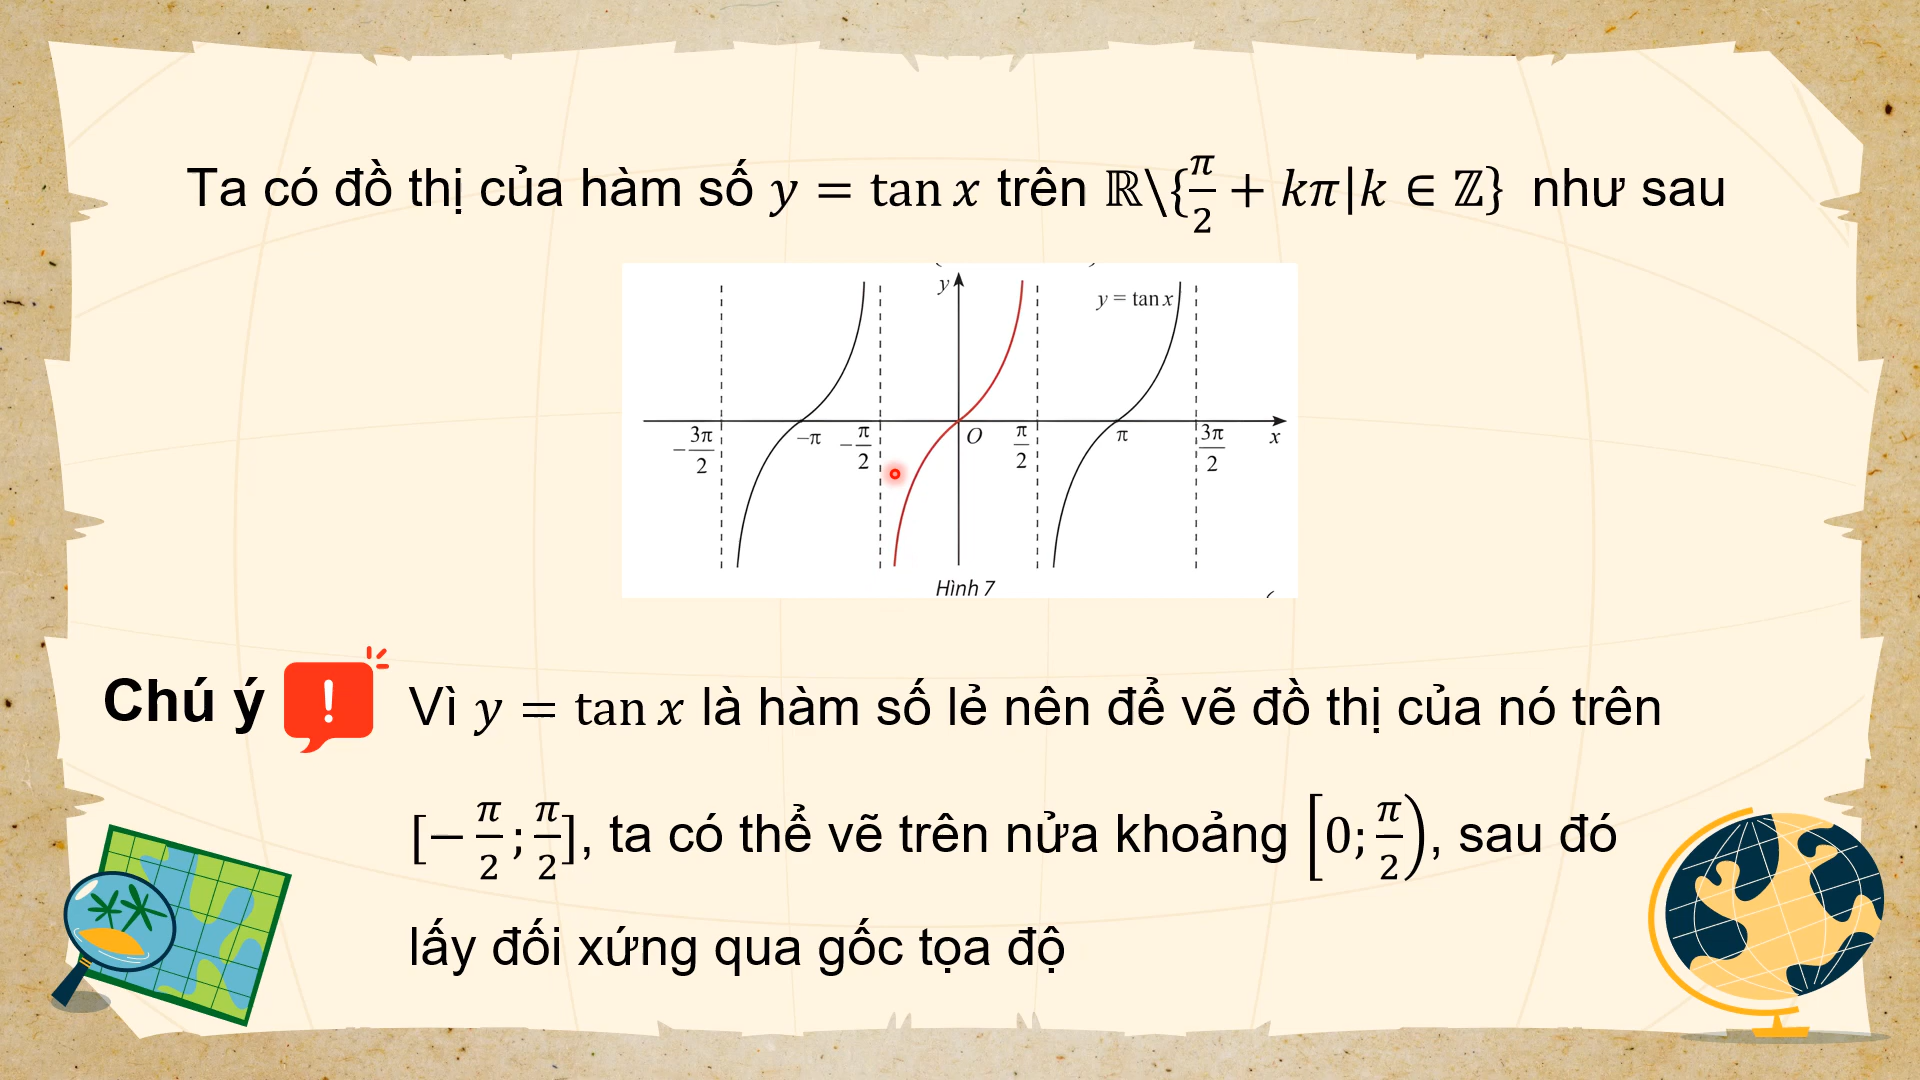 Ta có đồ thị của hàm số y = tan x trên ℝ\{π/2 + kπ|k ∈ ℤ} như sau
y
y = tan x
−3π/2
−π
−π/2
O
π/2
π
3π/2
x
Hình 7
Chú ý
!
Vì y = tan x là hàm số lẻ nên để vẽ đồ thị của nó trên
[−π/2; π/2], ta có thể vẽ trên nửa khoảng [0; π/2), sau đó
lấy đối xứng qua gốc tọa độ